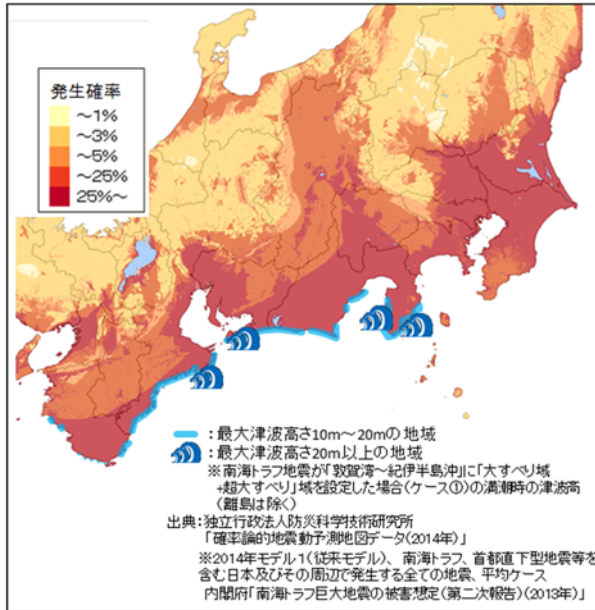 発生確率
～1%
～3%
～5%
～25%
25%～
：最大津波高さ10m～20mの地域
：最大津波高さ20m以上の地域
※南海トラフ地震が「敦賀湾～紀伊半島沖」に「大すべり域
+超大すべり」域を設定した場合（ケース①）の満潮時の津波高
（離島は除く）
出典：独立行政法人防災科学技術研究所
「確率論的地震動予測地図データ（2014年）」
※2014年モデル1（従来モデル）、南海トラフ、首都直下型地震等を
含む日本及びその周辺で発生する全ての地震、平均ケース
内閣府「南海トラフ巨大地震の被害想定（第二次報告）（2013年）」